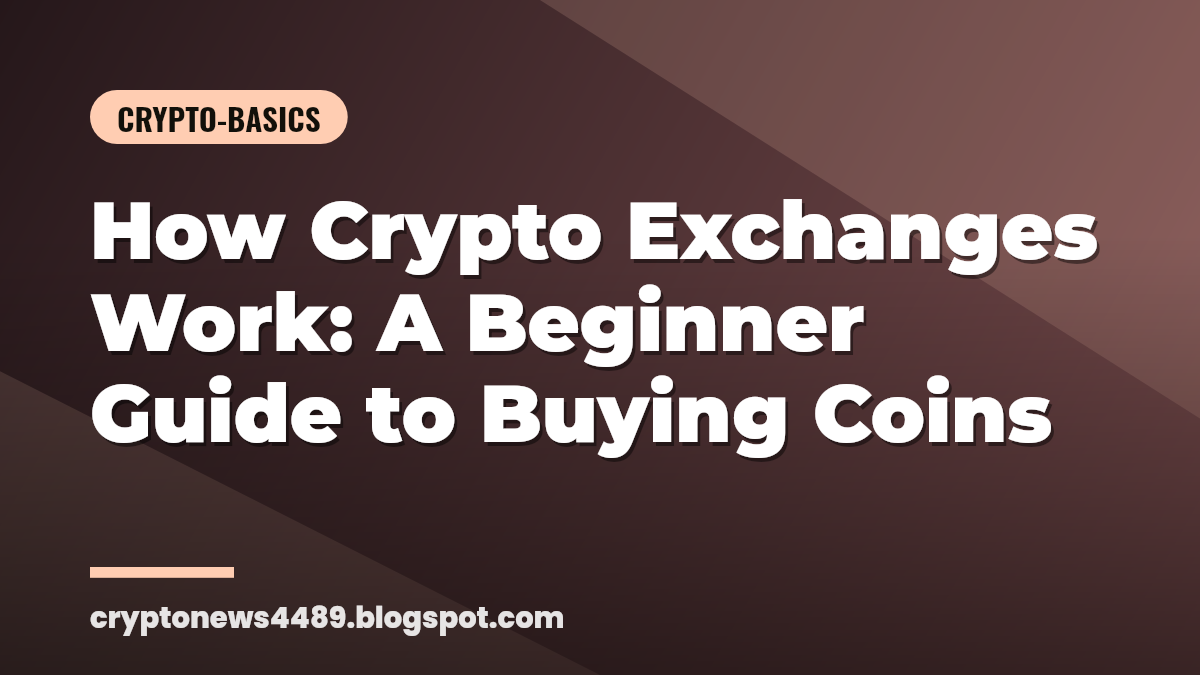 CRYPTO-BASICS
How Crypto Exchanges
Work: A Beginner
Guide to Buying Coins
cryptonews4489.blogspot.com